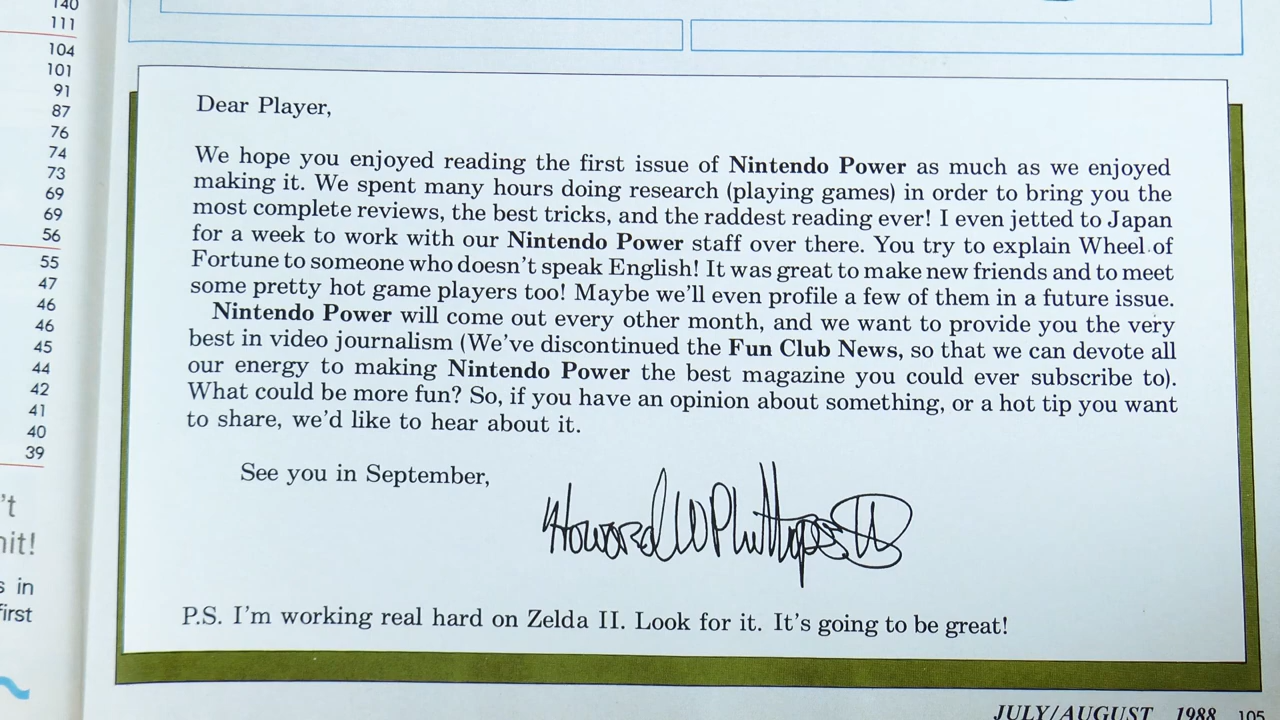 140
111
104
101
91
87
76
74
73
69
69
56
55
47
46
46
45
44
42
41
40
39
't
nit!
s in
first
Dear Player,
We hope you enjoyed reading the first issue of Nintendo Power as much as we enjoyed
making it. We spent many hours doing research (playing games) in order to bring you the
most complete reviews, the best tricks, and the raddest reading ever! I even jetted to Japan
for a week to work with our Nintendo Power staff over there. You try to explain Wheel of
Fortune to someone who doesn't speak English! It was great to make new friends and to meet
some pretty hot game players too! Maybe we'll even profile a few of them in a future issue.
Nintendo Power will come out every other month, and we want to provide you the very
best in video journalism (We've discontinued the Fun Club News, so that we can devote all
our energy to making Nintendo Power the best magazine you could ever subscribe to).
What could be more fun? So, if you have an opinion about something, or a hot tip you want
to share, we'd like to hear about it.
See you in September,
Howard W Phillips
P.S. I'm working real hard on Zelda II. Look for it. It's going to be great!
JULY/AUGUST 1988 105